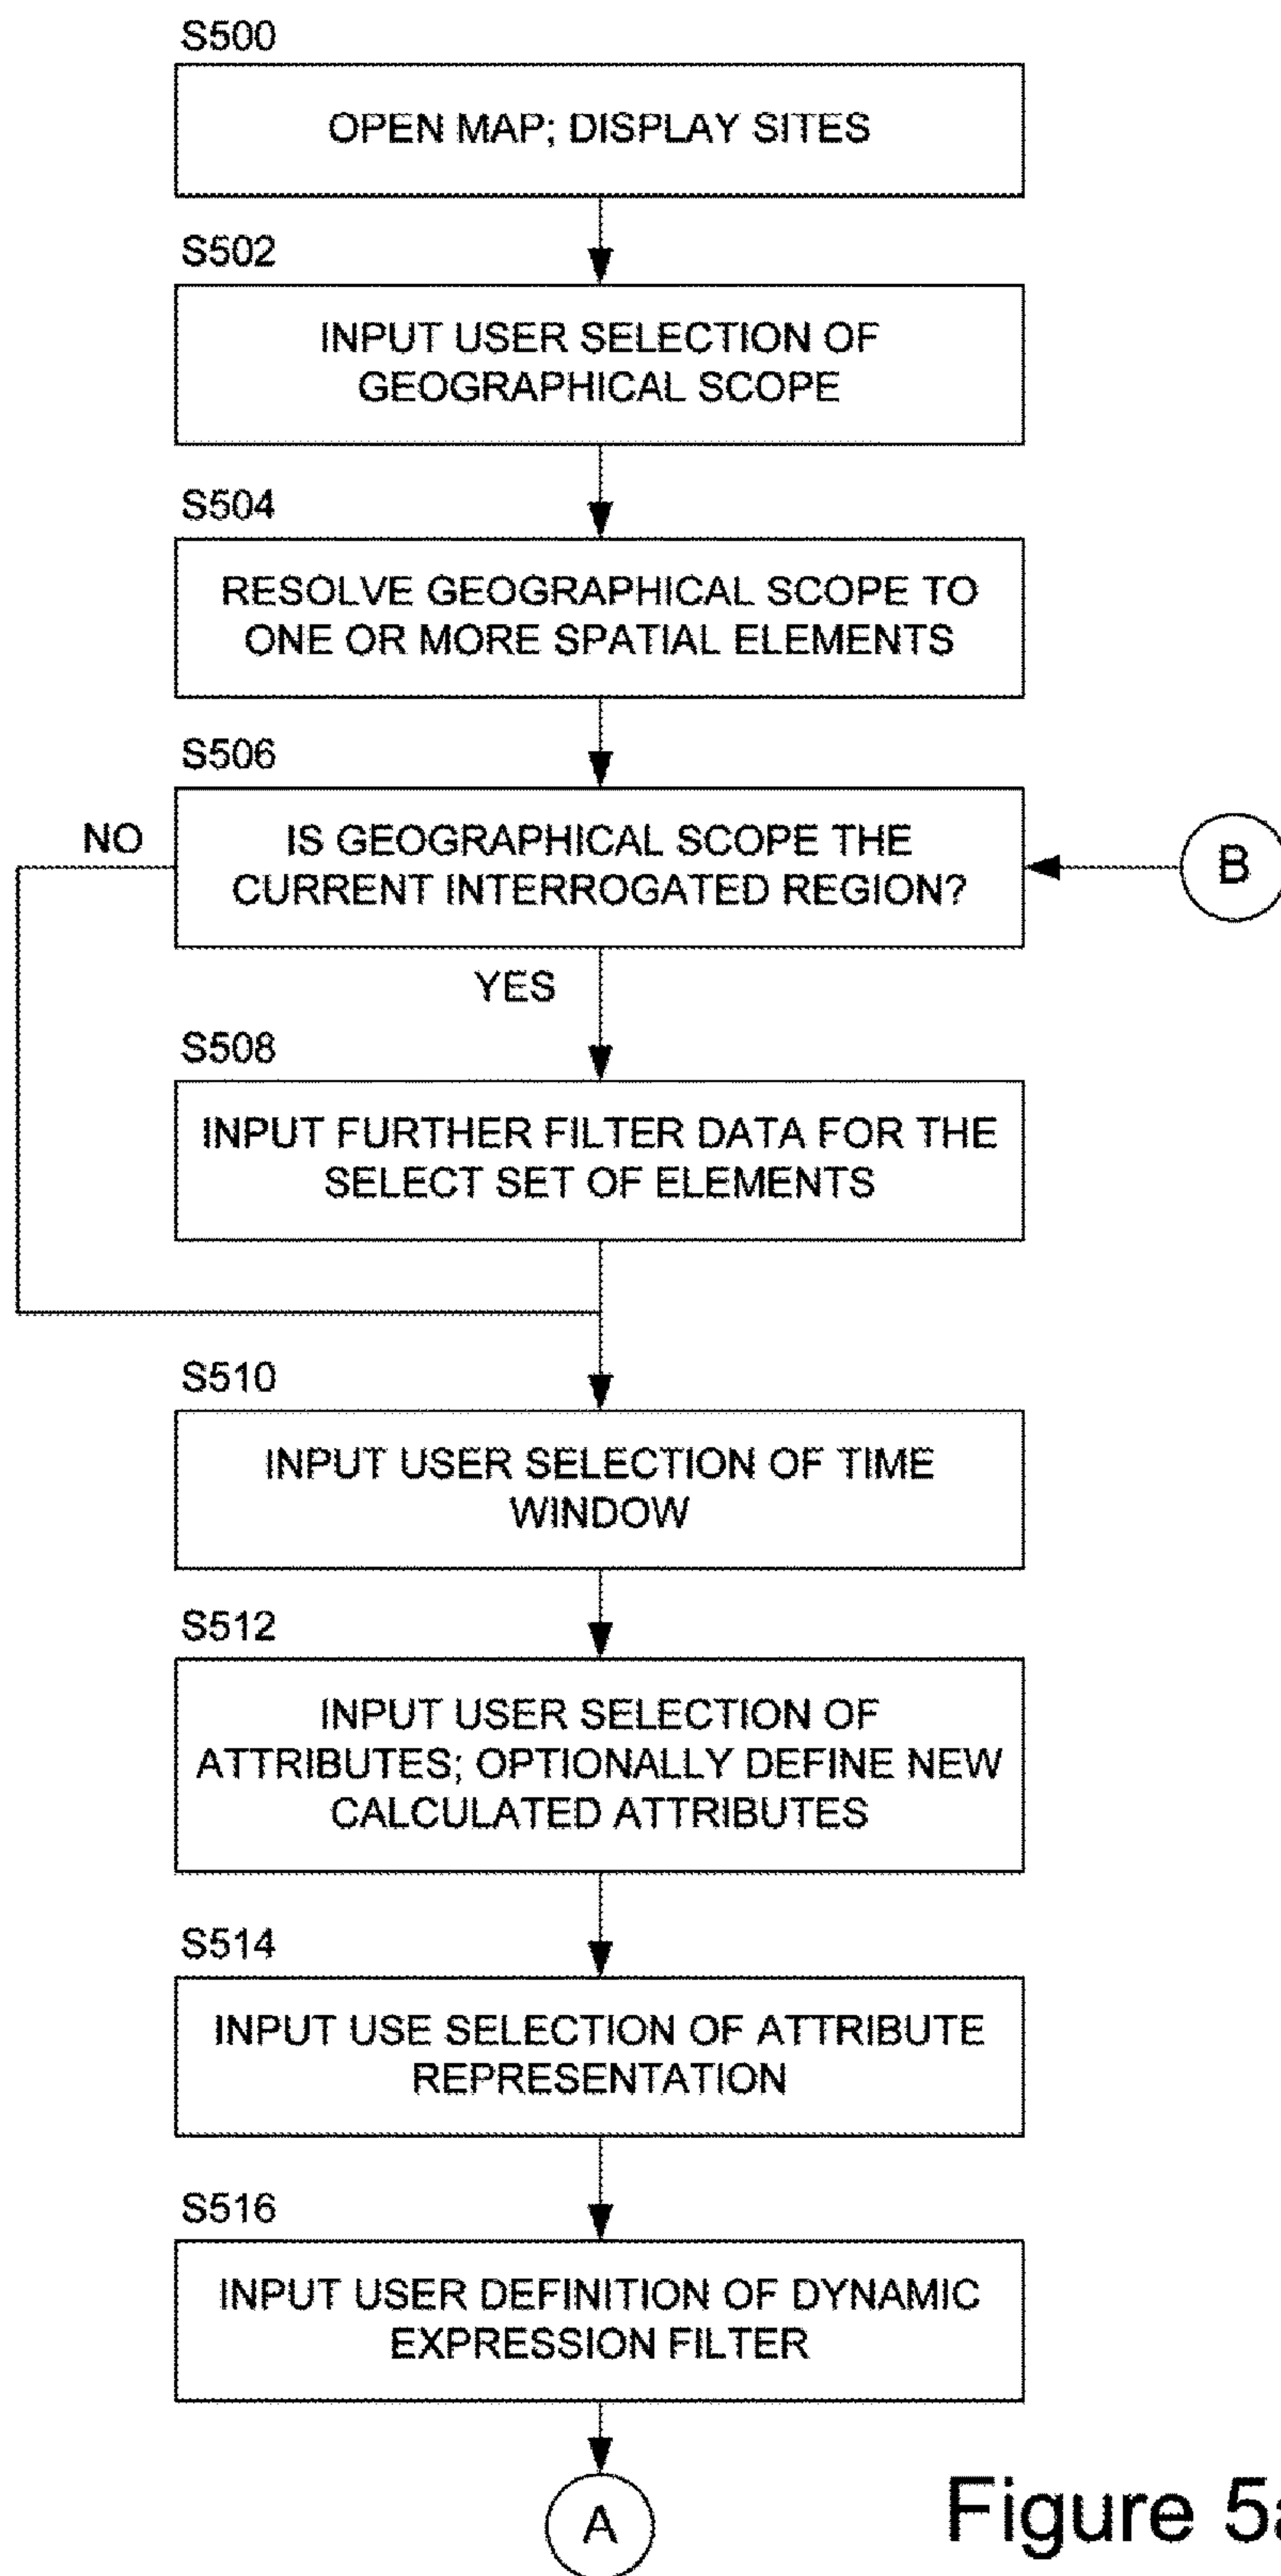 S500
OPEN MAP; DISPLAY SITES
S502
INPUT USER SELECTION OF
GEOGRAPHICAL SCOPE
S504
RESOLVE GEOGRAPHICAL SCOPE TO
ONE OR MORE SPATIAL ELEMENTS
S506
NO
IS GEOGRAPHICAL SCOPE THE
CURRENT INTERROGATED REGION?
B
YES
S508
INPUT FURTHER FILTER DATA FOR THE
SELECT SET OF ELEMENTS
S510
INPUT USER SELECTION OF TIME
WINDOW
S512
INPUT USER SELECTION OF
ATTRIBUTES; OPTIONALLY DEFINE NEW
CALCULATED ATTRIBUTES
S514
INPUT USE SELECTION OF ATTRIBUTE
REPRESENTATION
S516
INPUT USER DEFINITION OF DYNAMIC
EXPRESSION FILTER
A
Figure 5a